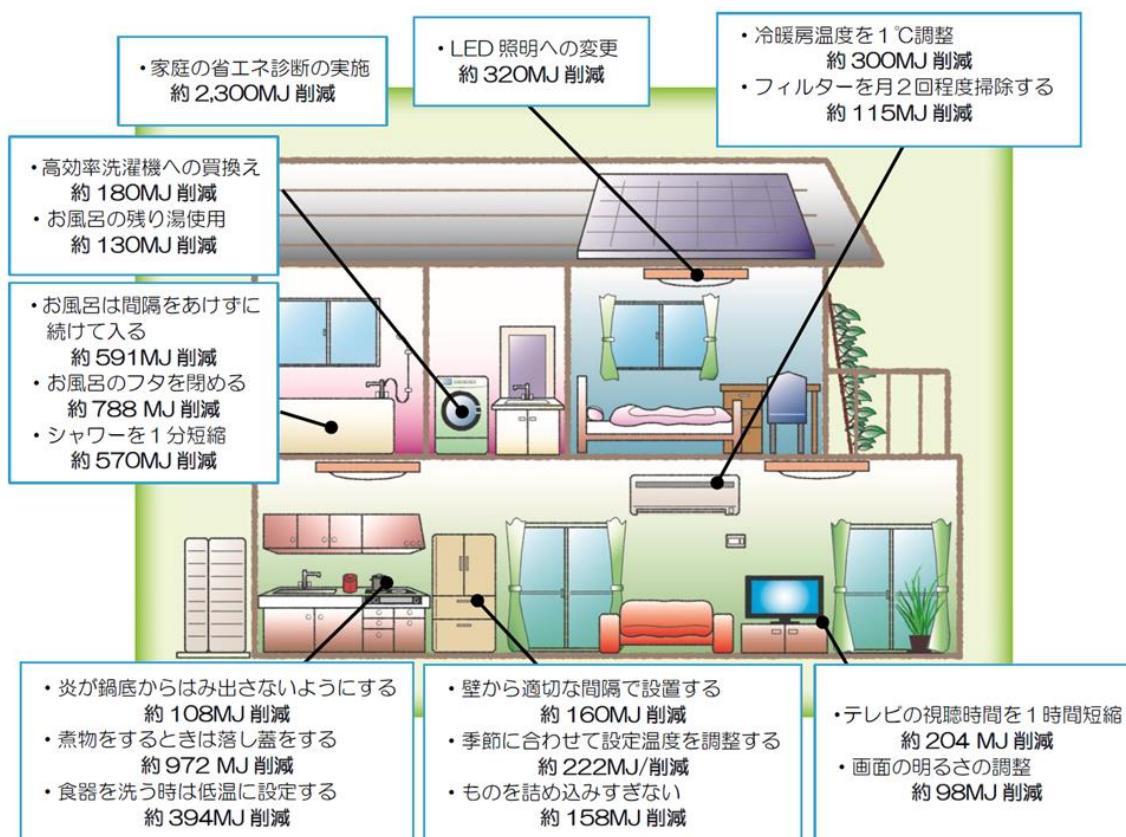 ・家庭の省エネ診断の実施
約 2,300MJ 削減
・LED 照明への変更
約 320MJ 削減
・冷暖房温度を1℃調整
約300MJ 削減
・フィルターを月2回程度掃除する
約115MJ 削減
・高効率洗濯機への買換え
約 180MJ 削減
・お風呂の残り湯使用
約 130MJ 削減
・お風呂は間隔をあけずに
続けて入る
約 591MJ 削減
・お風呂のフタを閉める
約 788 MJ 削減
・シャワーを1分短縮
約 570MJ 削減
・炎が鍋底からはみ出さないようにする
約 108MJ 削減
・煮物をするときは落し蓋をする
約 972 MJ 削減
・食器を洗う時は低温に設定する
約 394MJ 削減
・壁から適切な間隔で設置する
約 160MJ 削減
・季節に合わせて設定温度を調整する
約 222MJ/削減
・ものを詰め込みすぎない
約 158MJ 削減
・テレビの視聴時間を1時間短縮
約 204 MJ 削減
・画面の明るさの調整
約 98MJ 削減